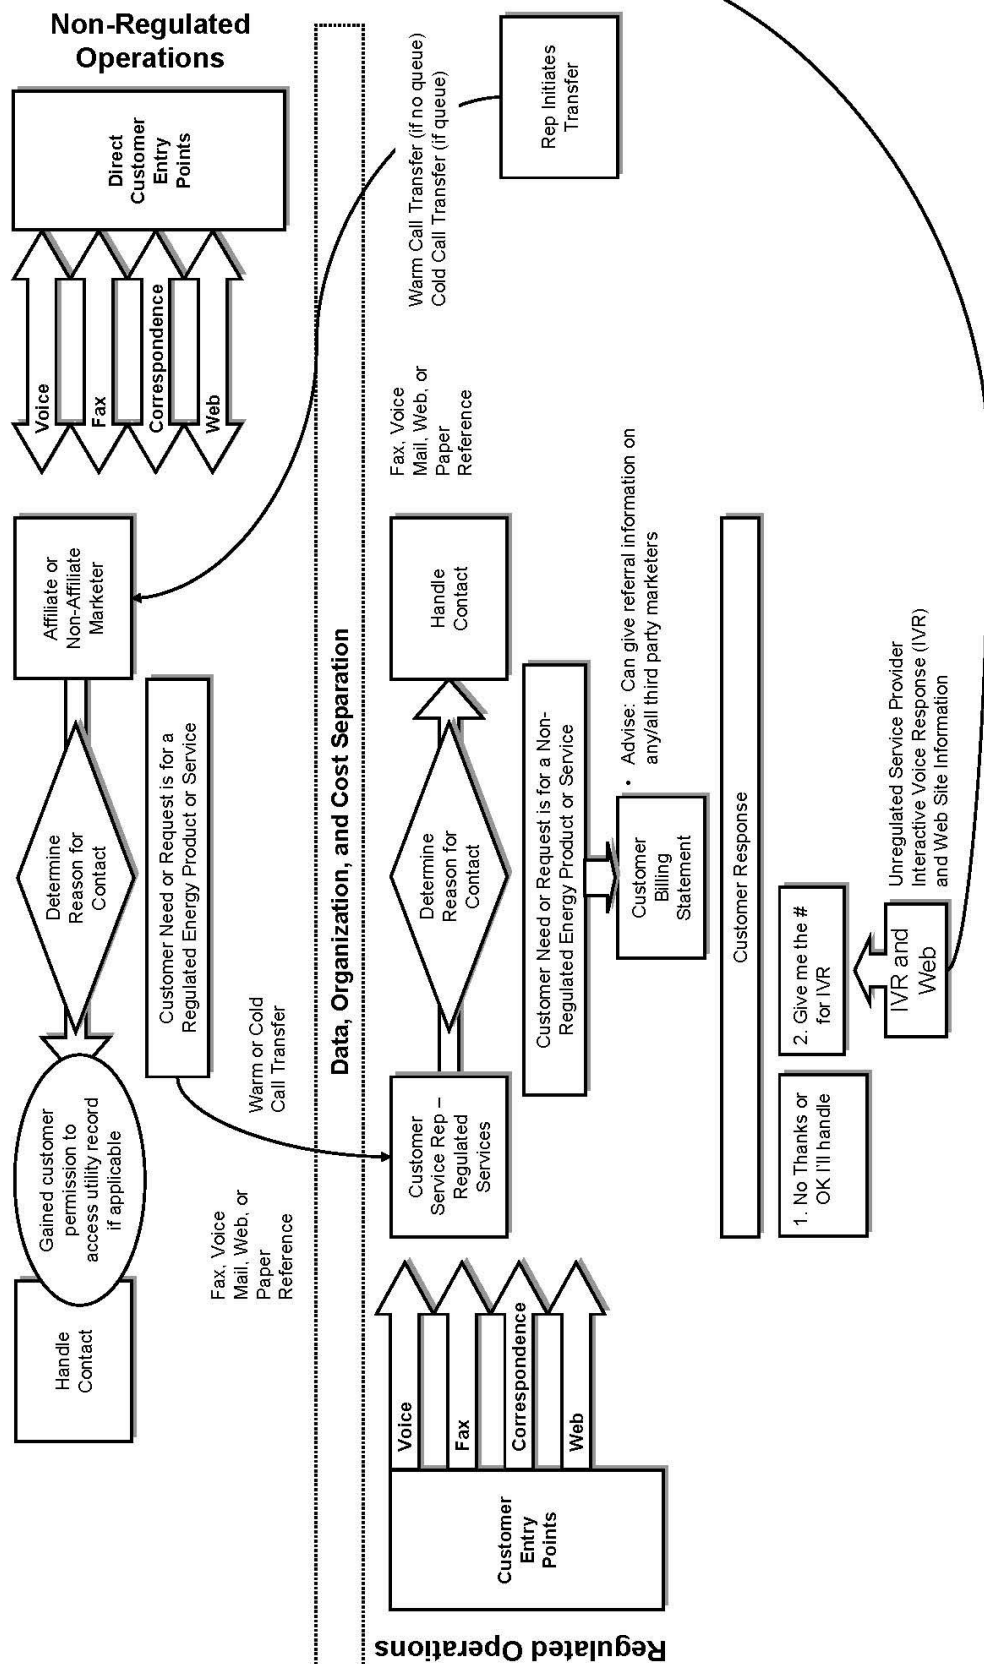 Non-Regulated
Operations
Handle
Contact
Gained customer
permission to
access utility record
if applicable
Determine
Reason for
Contact
Affiliate or
Non-Affiliate
Marketer
Voice
Fax
Correspondence
Web
Direct
Customer
Entry
Points
Customer Need or Request is for a
Regulated Energy Product or Service
Fax, Voice
Mail, Web, or
Paper
Reference
Warm or Cold
Call Transfer
Data, Organization, and Cost Separation
Regulated Operations
Customer
Entry
Points
Voice
Fax
Correspondence
Web
Customer
Service Rep –
Regulated
Services
Determine
Reason for
Contact
Handle
Contact
Fax, Voice
Mail, Web, or
Paper
Reference
Warm Call Transfer (if no queue)
Cold Call Transfer (if queue)
Rep Initiates
Transfer
Customer Need or Request is for a Non-
Regulated Energy Product or Service
Customer
Billing
Statement
• Advise: Can give referral information on
any/all third party marketers
Customer Response
1. No Thanks or
OK I'll handle
2. Give me the #
for IVR
IVR and
Web
Unregulated Service Provider
Interactive Voice Response (IVR)
and Web Site Information